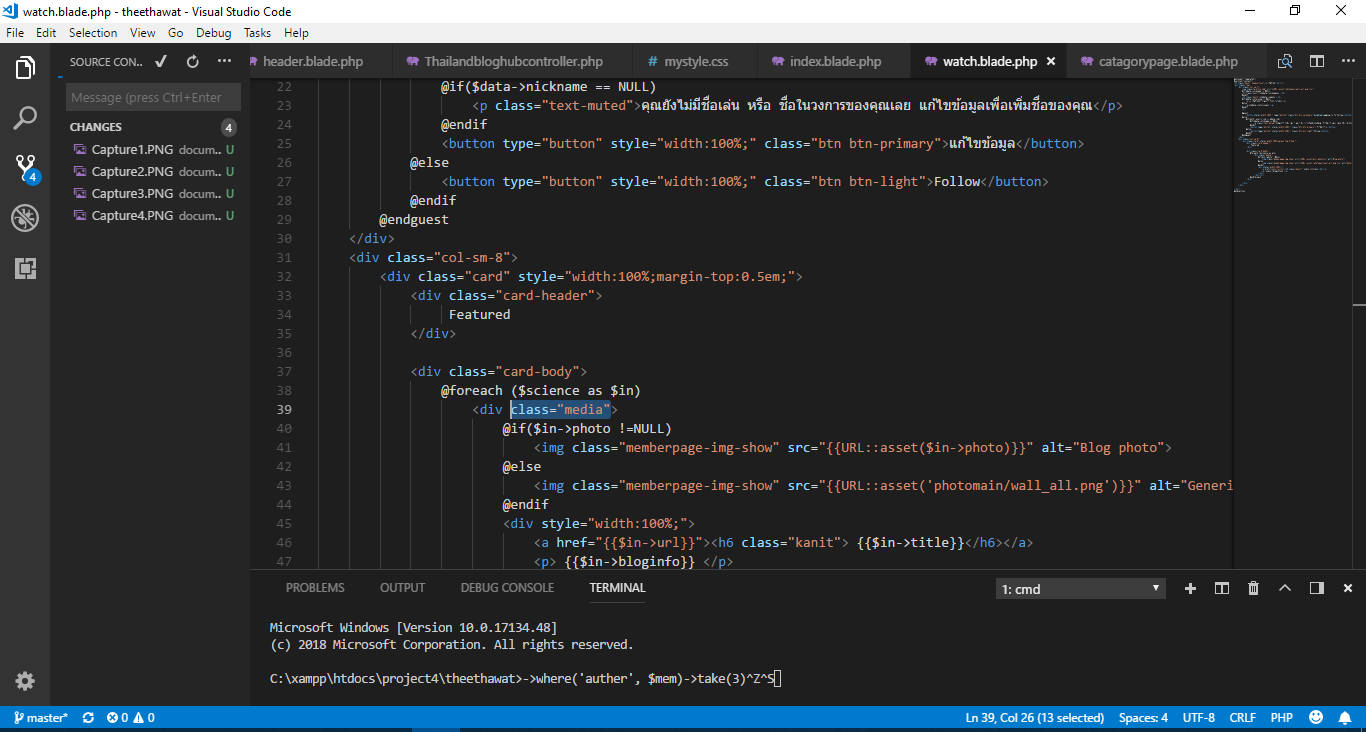 watch.blade.php - theethawat - Visual Studio Code
File Edit Selection View Go Debug Tasks Help
SOURCE CON..
header.blade.php Thailandbloghubcontroller.php # mystyle.css index.blade.php watch.blade.php catagorypage.blade.php
Message (press Ctrl+Enter
CHANGES 4
Capture1.PNG docum... U
Capture2.PNG docum... U
Capture3.PNG docum... U
Capture4.PNG docum... U
4
22 @if($data->nickname == NULL)
23 <p class="text-muted">คุณยังไม่มีชื่อเล่น หรือ ชื่อในวงการของคุณเลย แก้ไขข้อมูลเพื่อเพิ่มชื่อของคุณ</p>
24 @endif
25 <button type="button" style="width:100%;" class="btn btn-primary">แก้ไขข้อมูล</button>
26 @else
27 <button type="button" style="width:100%;" class="btn btn-light">Follow</button>
28 @endif
29 @endguest
30 </div>
31 <div class="col-sm-8">
32 <div class="card" style="width:100%;margin-top:0.5em;">
33 <div class="card-header">
34 Featured
35 </div>
36
37 <div class="card-body">
38 @foreach ($science as $in)
39 <div class="media">
40 @if($in->photo !=NULL)
41 <img class="memberpage-img-show" src="{{URL::asset($in->photo)}}" alt="Blog photo">
42 @else
43 <img class="memberpage-img-show" src="{{URL::asset('photomain/wall_all.png')}}" alt="Generi
44 @endif
45 <div style="width:100%;">
46 <a href="{{$in->url}}"><h6 class="kanit"> {{$in->title}}</h6></a>
47 <p> {{$in->bloginfo}} </p>
PROBLEMS OUTPUT DEBUG CONSOLE TERMINAL 1: cmd
Microsoft Windows [Version 10.0.17134.48]
(c) 2018 Microsoft Corporation. All rights reserved.
C:\xampp\htdocs\project4\theethawat>->where('auther', $mem)->take(3)^Z^S
master* 0 0 Ln 39, Col 26 (13 selected) Spaces: 4 UTF-8 CRLF PHP